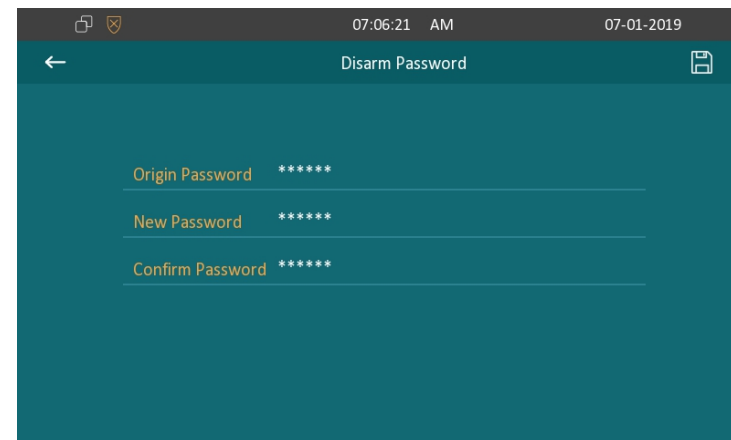 07:06:21 AM 07-01-2019
Disarm Password
Origin Password ******
New Password ******
Confirm Password ******